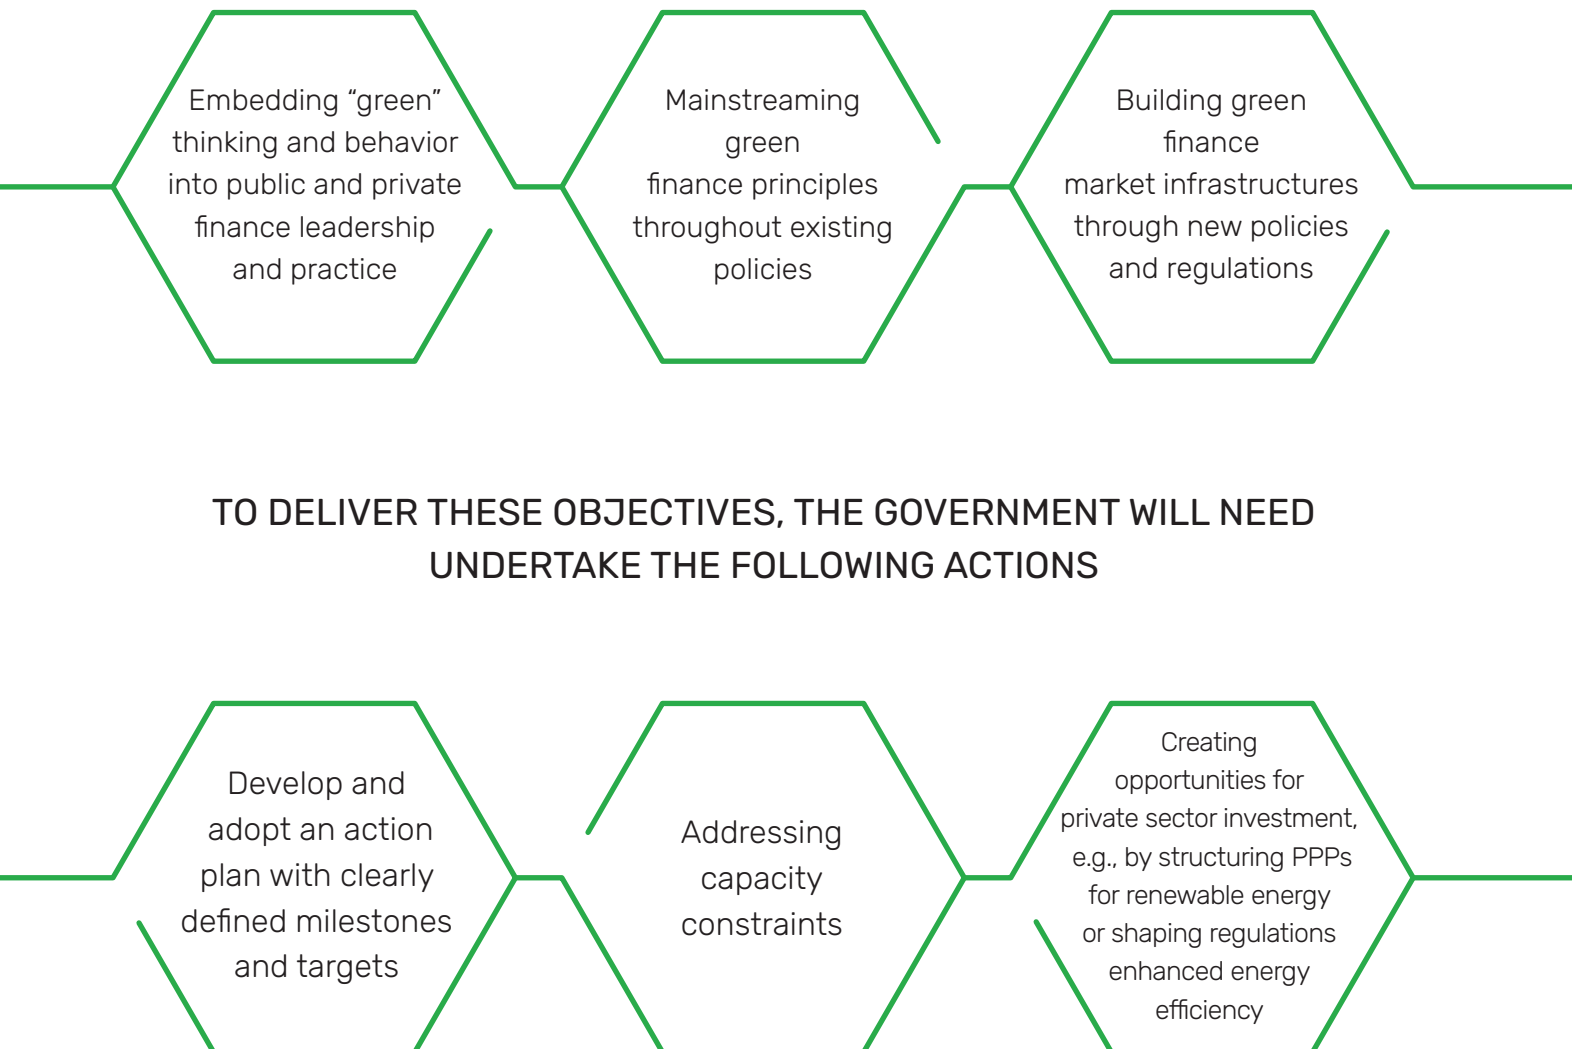 Embedding “green”
thinking and behavior
into public and private
finance leadership
and practice
Mainstreaming
green
finance principles
throughout existing
policies
Building green
finance
market infrastructures
through new policies
and regulations
TO DELIVER THESE OBJECTIVES, THE GOVERNMENT WILL NEED
UNDERTAKE THE FOLLOWING ACTIONS
Develop and
adopt an action
plan with clearly
defined milestones
and targets
Addressing
capacity
constraints
Creating
opportunities for
private sector investment,
e.g., by structuring PPPs
for renewable energy
or shaping regulations
enhanced energy
efficiency